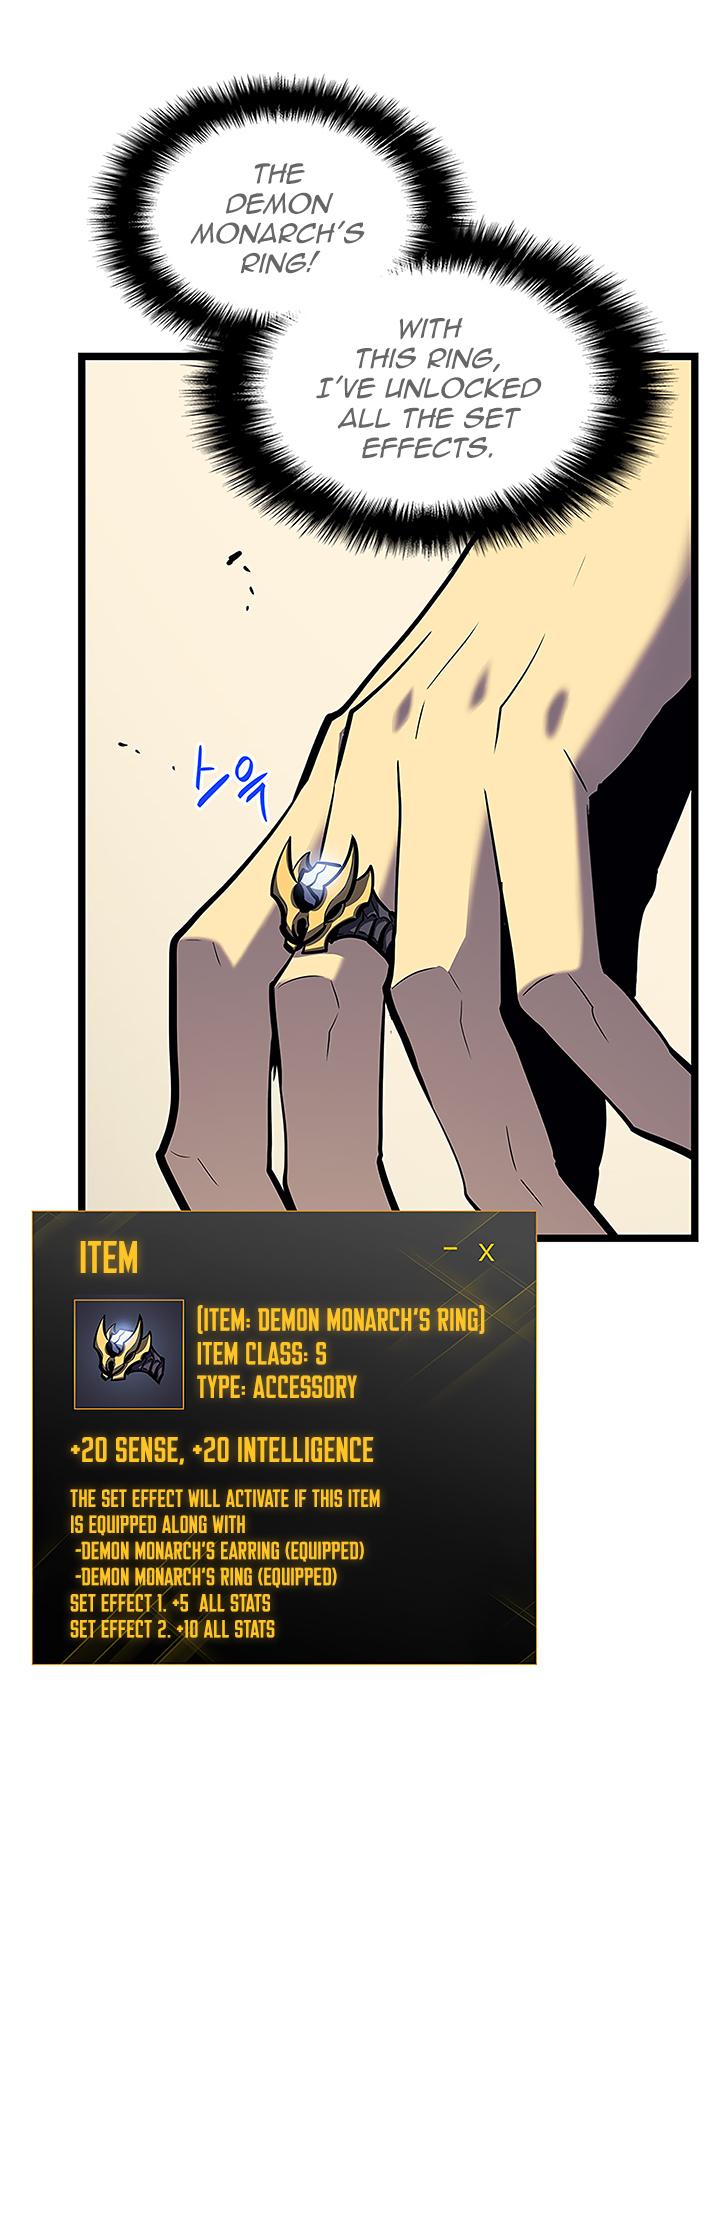 THE
DEMON
MONARCH'S
RING!
WITH
THIS RING,
I'VE UNLOCKED
ALL THE SET
EFFECTS.
스윽
ITEM
- X
[ITEM: DEMON MONARCH'S RING]
ITEM CLASS: S
TYPE: ACCESSORY
+20 SENSE, +20 INTELLIGENCE
THE SET EFFECT WILL ACTIVATE IF THIS ITEM
IS EQUIPPED ALONG WITH
-DEMON MONARCH'S EARRING (EQUIPPED)
-DEMON MONARCH'S RING (EQUIPPED)
SET EFFECT 1. +5 ALL STATS
SET EFFECT 2. +10 ALL STATS